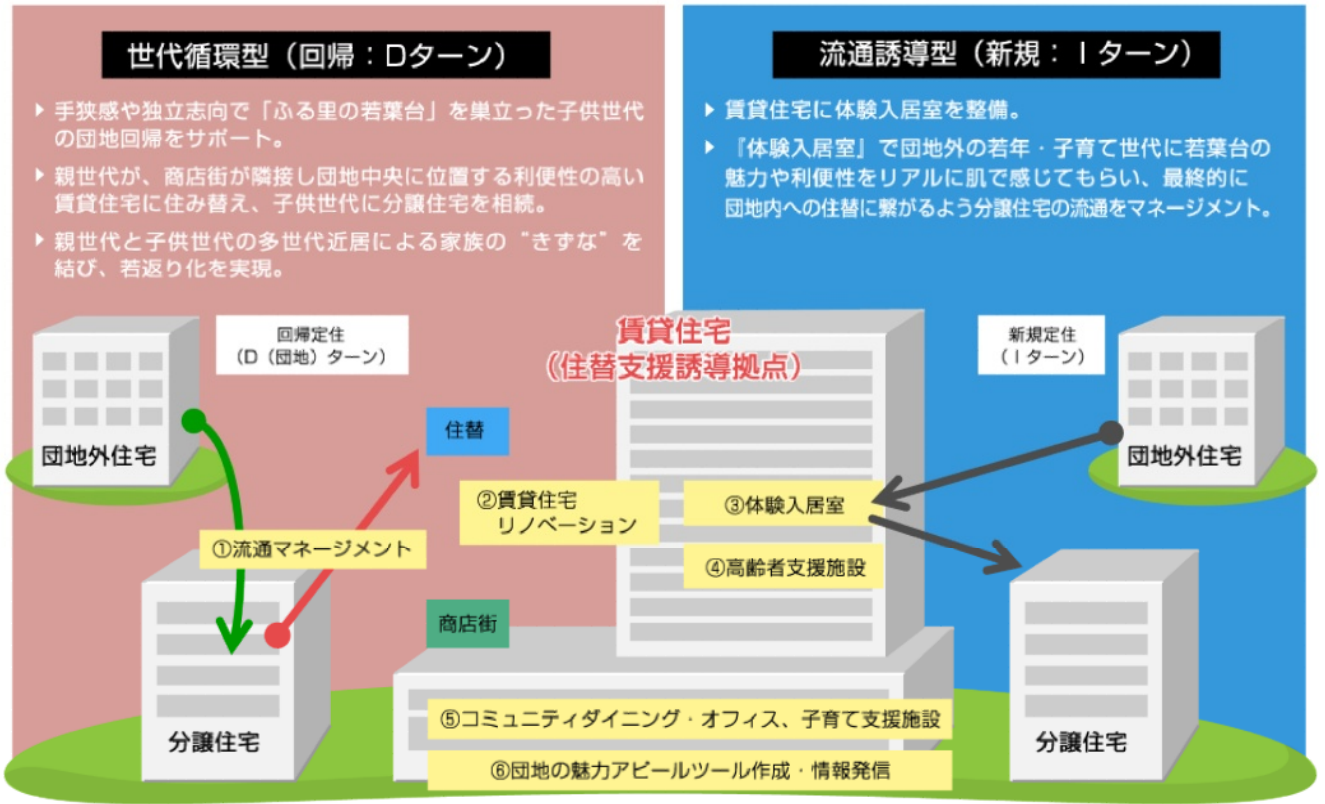 世代循環型（回帰：Dターン）
▶ 手狭感や独立志向で「ふる里の若葉台」を巣立った子供世代
の団地回帰をサポート。
▶ 親世代が、商店街が隣接し団地中央に位置する利便性の高い
賃貸住宅に住み替え、子供世代に分譲住宅を相続。
▶ 親世代と子供世代の多世代近居による家族の“きずな”を
結び、若返り化を実現。
流通誘導型（新規：Iターン）
▶ 賃貸住宅に体験入居室を整備。
▶ 『体験入居室』で団地外の若年・子育て世代に若葉台の
魅力や利便性をリアルに肌で感じてもらい、最終的に
団地内への住替に繋がるよう分譲住宅の流通をマネージメント。
回帰定住
（D（団地）ターン）
賃貸住宅
（住替支援誘導拠点）
新規定住
（Iターン）
住替
団地外住宅
団地外住宅
②賃貸住宅
リノベーション
③体験入居室
①流通マネージメント
④高齢者支援施設
商店街
⑤コミュニティダイニング・オフィス、子育て支援施設
分譲住宅
分譲住宅
⑥団地の魅力アピールツール作成・情報発信